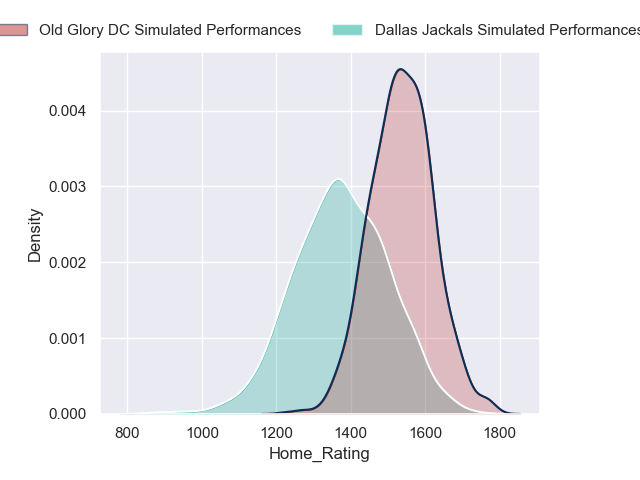 Old Glory DC Simulated Performances
Dallas Jackals Simulated Performances
0.004
0.003
0.002
0.001
0.000
Density
800 1000 1200 1400 1600 1800
Home_Rating